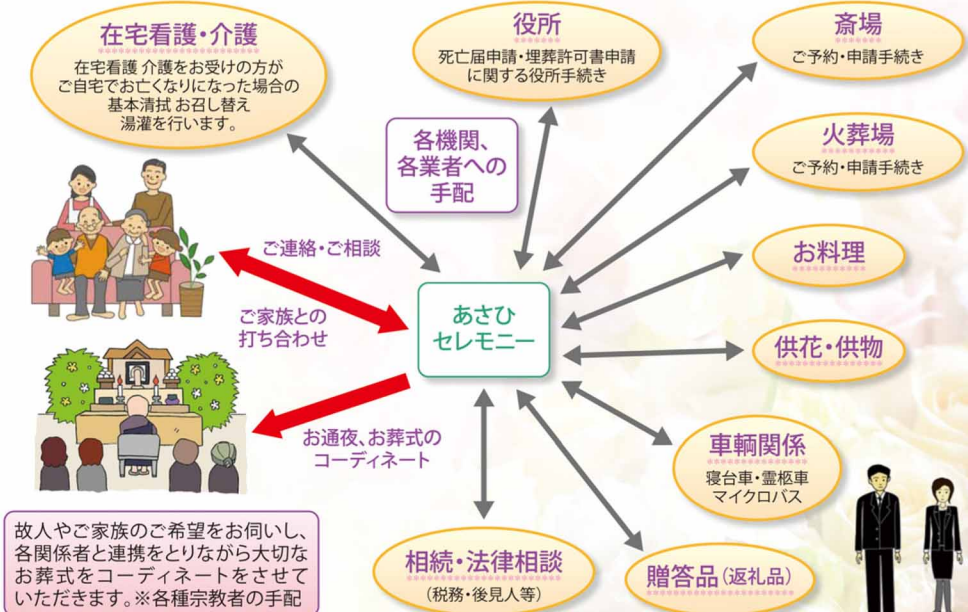 在宅看護・介護
在宅看護 介護をお受けの方が
ご自宅でお亡くなりになった場合の
基本清拭 お召し替え
湯灌を行います。
役所
死亡届申請・埋葬許可書申請
に関する役所手続き
斎場
ご予約・申請手続き
各機関、
各業者への
手配
火葬場
ご予約・申請手続き
ご連絡・ご相談
お料理
ご家族との
打ち合わせ
あさひ
セレモニー
供花・供物
お通夜、お葬式の
コーディネート
車輌関係
寝台車・霊柩車
マイクロバス
故人やご家族のご希望をお伺いし、
各関係者と連携をとりながら大切な
お葬式をコーディネートをさせて
いただきます。※各種宗教者の手配
相続・法律相談
(税務・後見人等)
贈答品(返礼品)